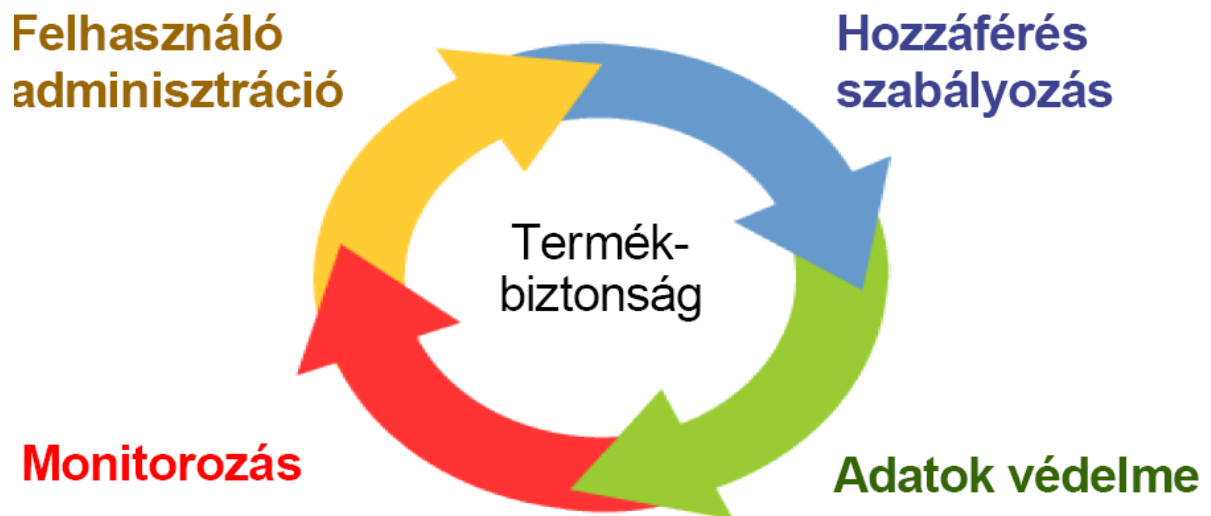 Felhasználó
adminisztráció
Hozzáférés
szabályozás
Termék-
biztonság
Monitorozás
Adatok védelme